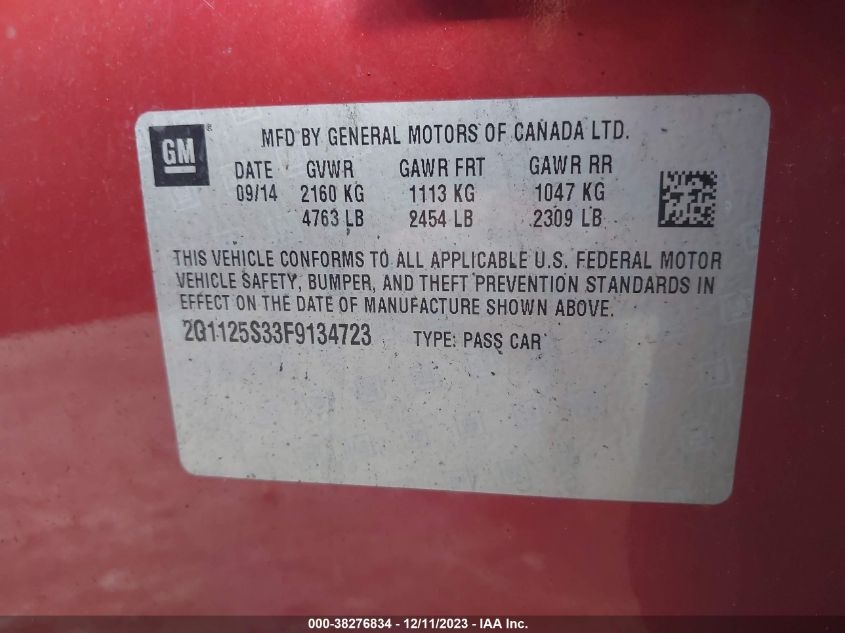 GM ®
MFD BY GENERAL MOTORS OF CANADA LTD.
DATE GVWR GAWR FRT GAWR RR
09/14 2160 KG 1113 KG 1047 KG
4763 LB 2454 LB 2309 LB
THIS VEHICLE CONFORMS TO ALL APPLICABLE U.S. FEDERAL MOTOR
VEHICLE SAFETY, BUMPER, AND THEFT PREVENTION STANDARDS IN
EFFECT ON THE DATE OF MANUFACTURE SHOWN ABOVE.
2G1125S33F9134723 TYPE: PASS CAR
000-38276834 - 12/11/2023 - IAA Inc.